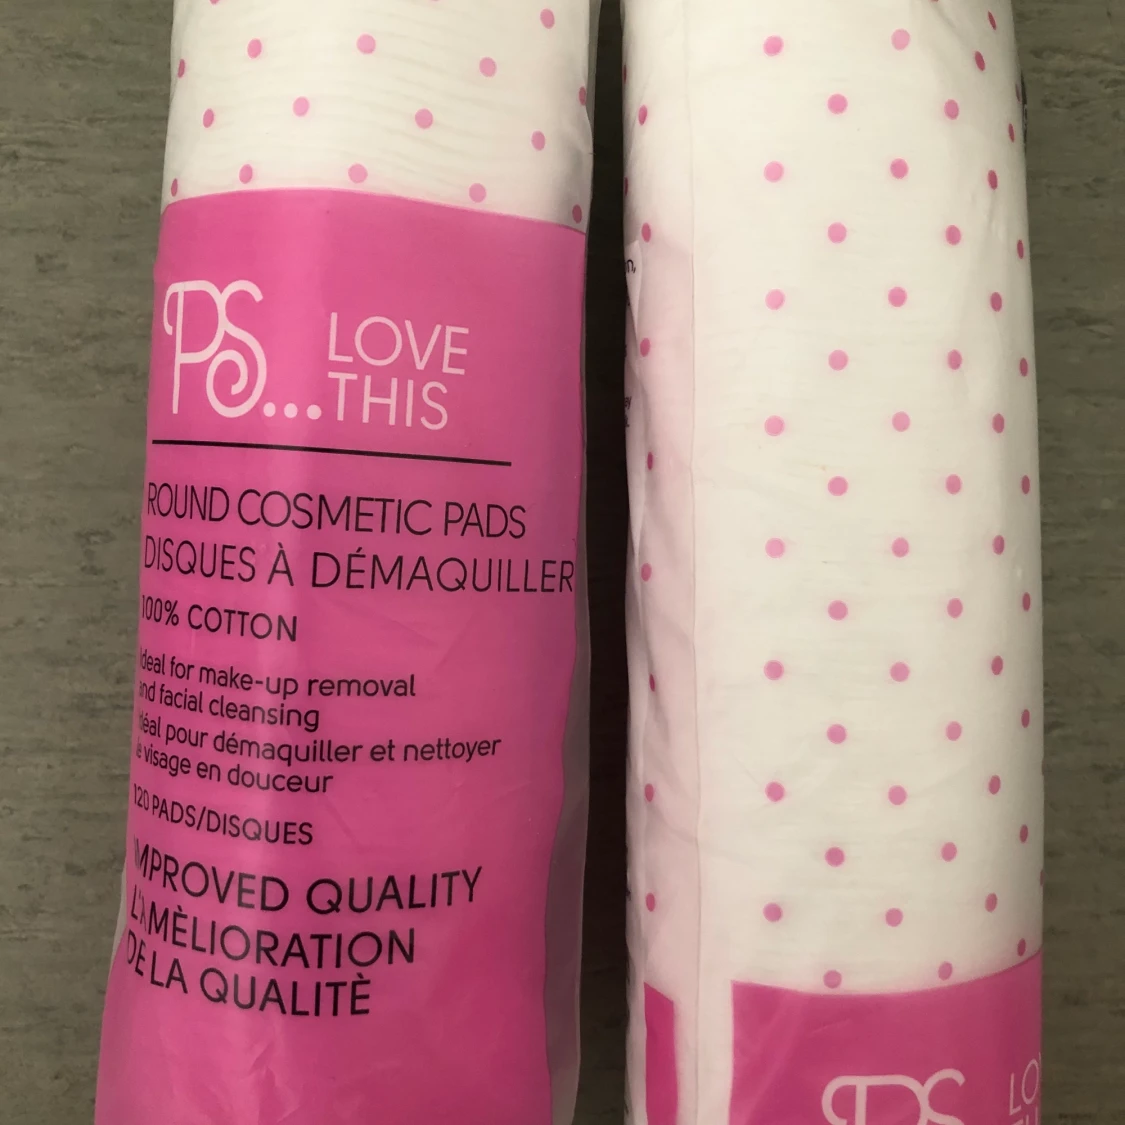 PS... LOVE
THIS
ROUND COSMETIC PADS
DISQUES À DÉMAQUILLER
100% COTTON
Ideal for make-up removal
and facial cleansing
Idéal pour démaquiller et nettoyer
le visage en douceur
120 PADS/DISQUES
IMPROVED QUALITY
L'AMÈLIORATION
DE LA QUALITÈ
PS
LO